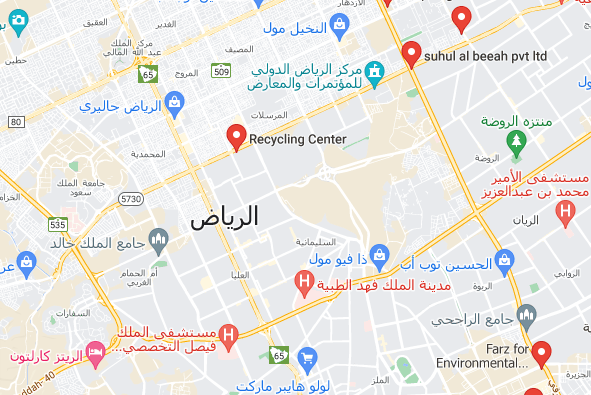 الازدهار
النخيل مول
العقيق
حطين
مركز الملك
عبد الله المالي
65
المصيف
المروج
509
مركز الرياض الدولي
للمؤتمرات والمعارض
suhul al beeah pvt ltd
الرياض جاليري
المرسلات
80
Recycling Center
منتزه الروضة
الروضة
المحمدية
جامعة الملك
سعود
5730
الخزام
مستشفى الأمير
محمد بن عبدالعزيز
535
الرياض
الريان
جامع الملك خالد
السليمانية
ذا فيو مول
الحسين توب أب
أم الحمام
الغربي
العليا
الروابي
مدينة الملك فهد الطبية
الربوة
السفارات
جامع الراجحي
مستشفى الملك
فيصل التخصصي...
65
الريتز كارلتون
Farz for
Environmental...
لولو هايبر ماركت
الملز
الجزيرة